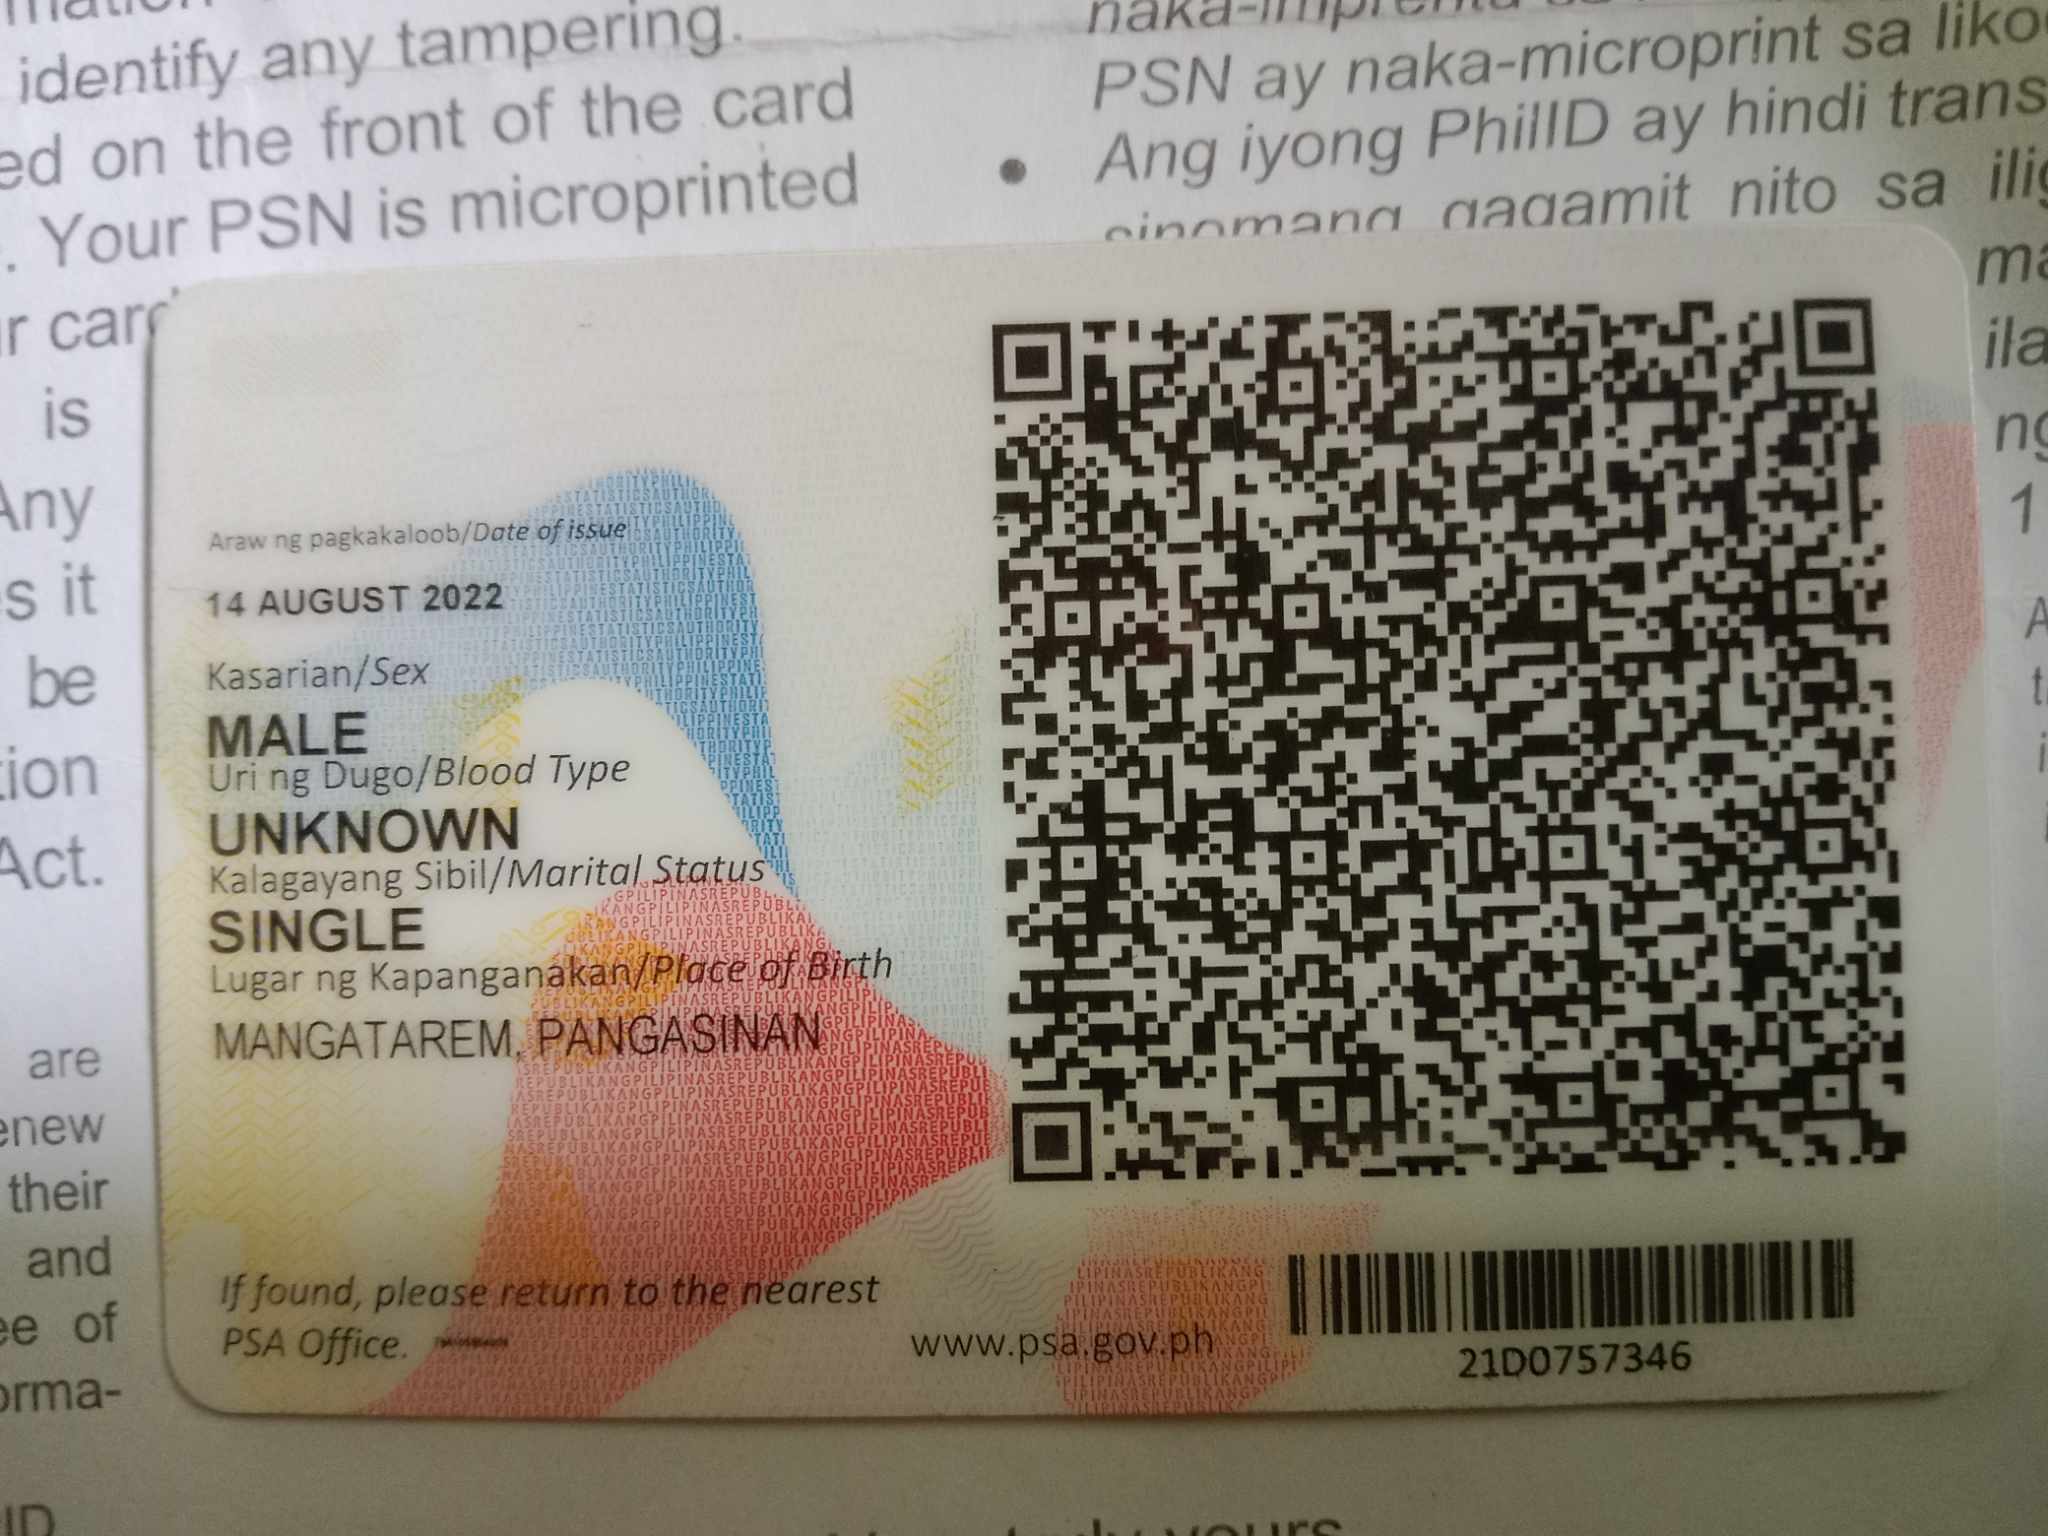 identify any tampering.
ed on the front of the card
. Your PSN is microprinted
r card
is
Any
s it
be
tion
Act.
are
enew
their
and
ee of
orma-
PSN ay naka-microprint sa liko
• Ang iyong PhilID ay hindi trans
sinomang gagamit nito sa ilig
ma
ila
ng
1
Araw ng pagkakaloob/Date of issue
14 AUGUST 2022
Kasarian/Sex
MALE
Uri ng Dugo/Blood Type
UNKNOWN
Kalagayang Sibil/Marital Status
SINGLE
Lugar ng Kapanganakan/Place of Birth
MANGATAREM, PANGASINAN
If found, please return to the nearest
PSA Office.
www.psa.gov.ph
21D0757346